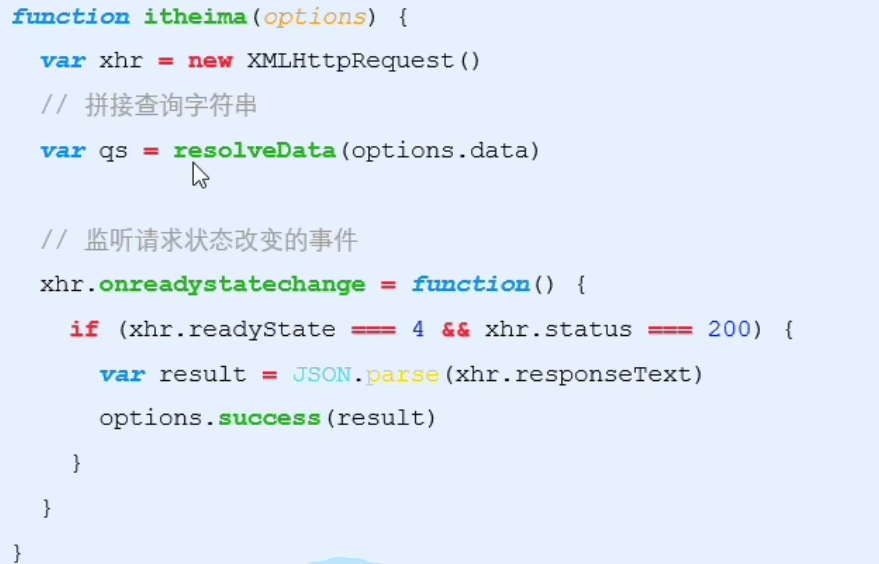 function itheima(options) {
var xhr = new XMLHttpRequest()
// 拼接查询字符串
var qs = resolveData(options.data)
// 监听请求状态改变的事件
xhr.onreadystatechange = function() {
if (xhr.readyState === 4 && xhr.status === 200) {
var result = JSON.parse(xhr.responseText)
options.success(result)
}
}
}